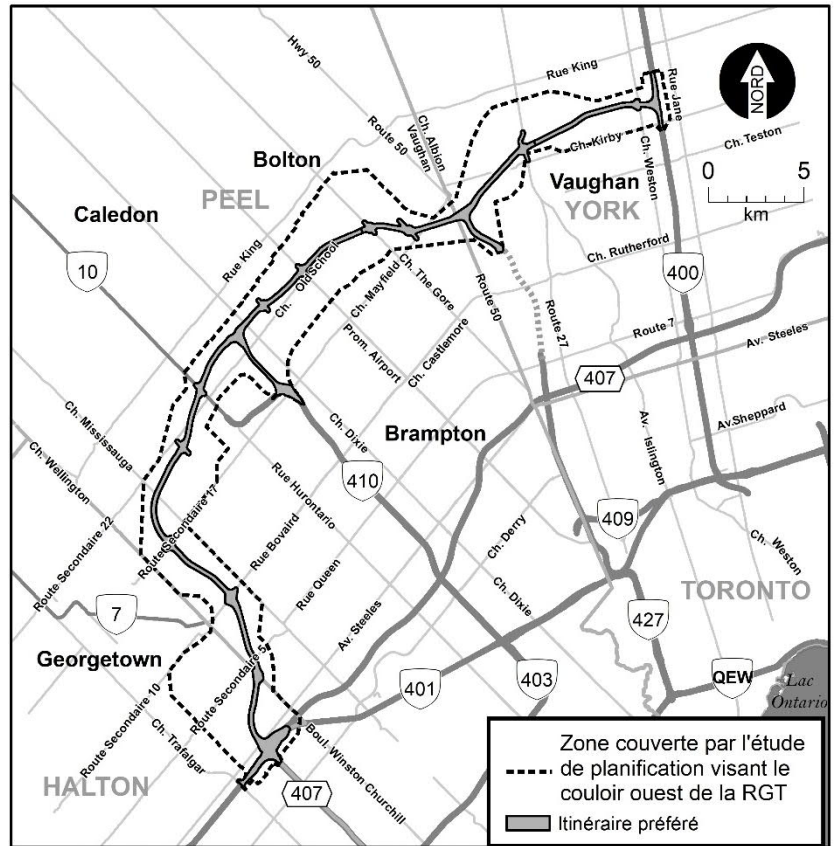 Hwy 50
Rue King
Rue Jane
NORD
Route 50
Ch. Albion
Vaughan
Ch. Kirby
Ch. Weston
Ch. Teston
0 5
km
Bolton
PEEL
Vaughan
YORK
Caledon
Rue King
Ch. Rutherford
10
Ch. OldSchool
Ch. Mayfield
Ch. The Gore
Route 50
Route 27
400
Prom. Airport
Ch. Castlemore
Route 7
Av. Steeles
407
Ch. Mississauga
Ch. Wellington
Ch. Dixie
Brampton
Av. Islington
Av.Sheppard
Route Secondaire 22
Route Secondaire 17
Rue Hurontario
410
Rue Bovaird
Ch. Derry
409
Ch. Weston
Rue Queen
Ch. Dixie
TORONTO
7
Av. Steeles
427
Georgetown
Route Secondaire 5
401
403
QEW
Lac
Ontario
Route Secondaire 10
Ch. Trafalgar
Boul. Winston Churchill
HALTON
407
Zone couverte par l'étude
de planification visant le
couloir ouest de la RGT
Itinéraire préféré